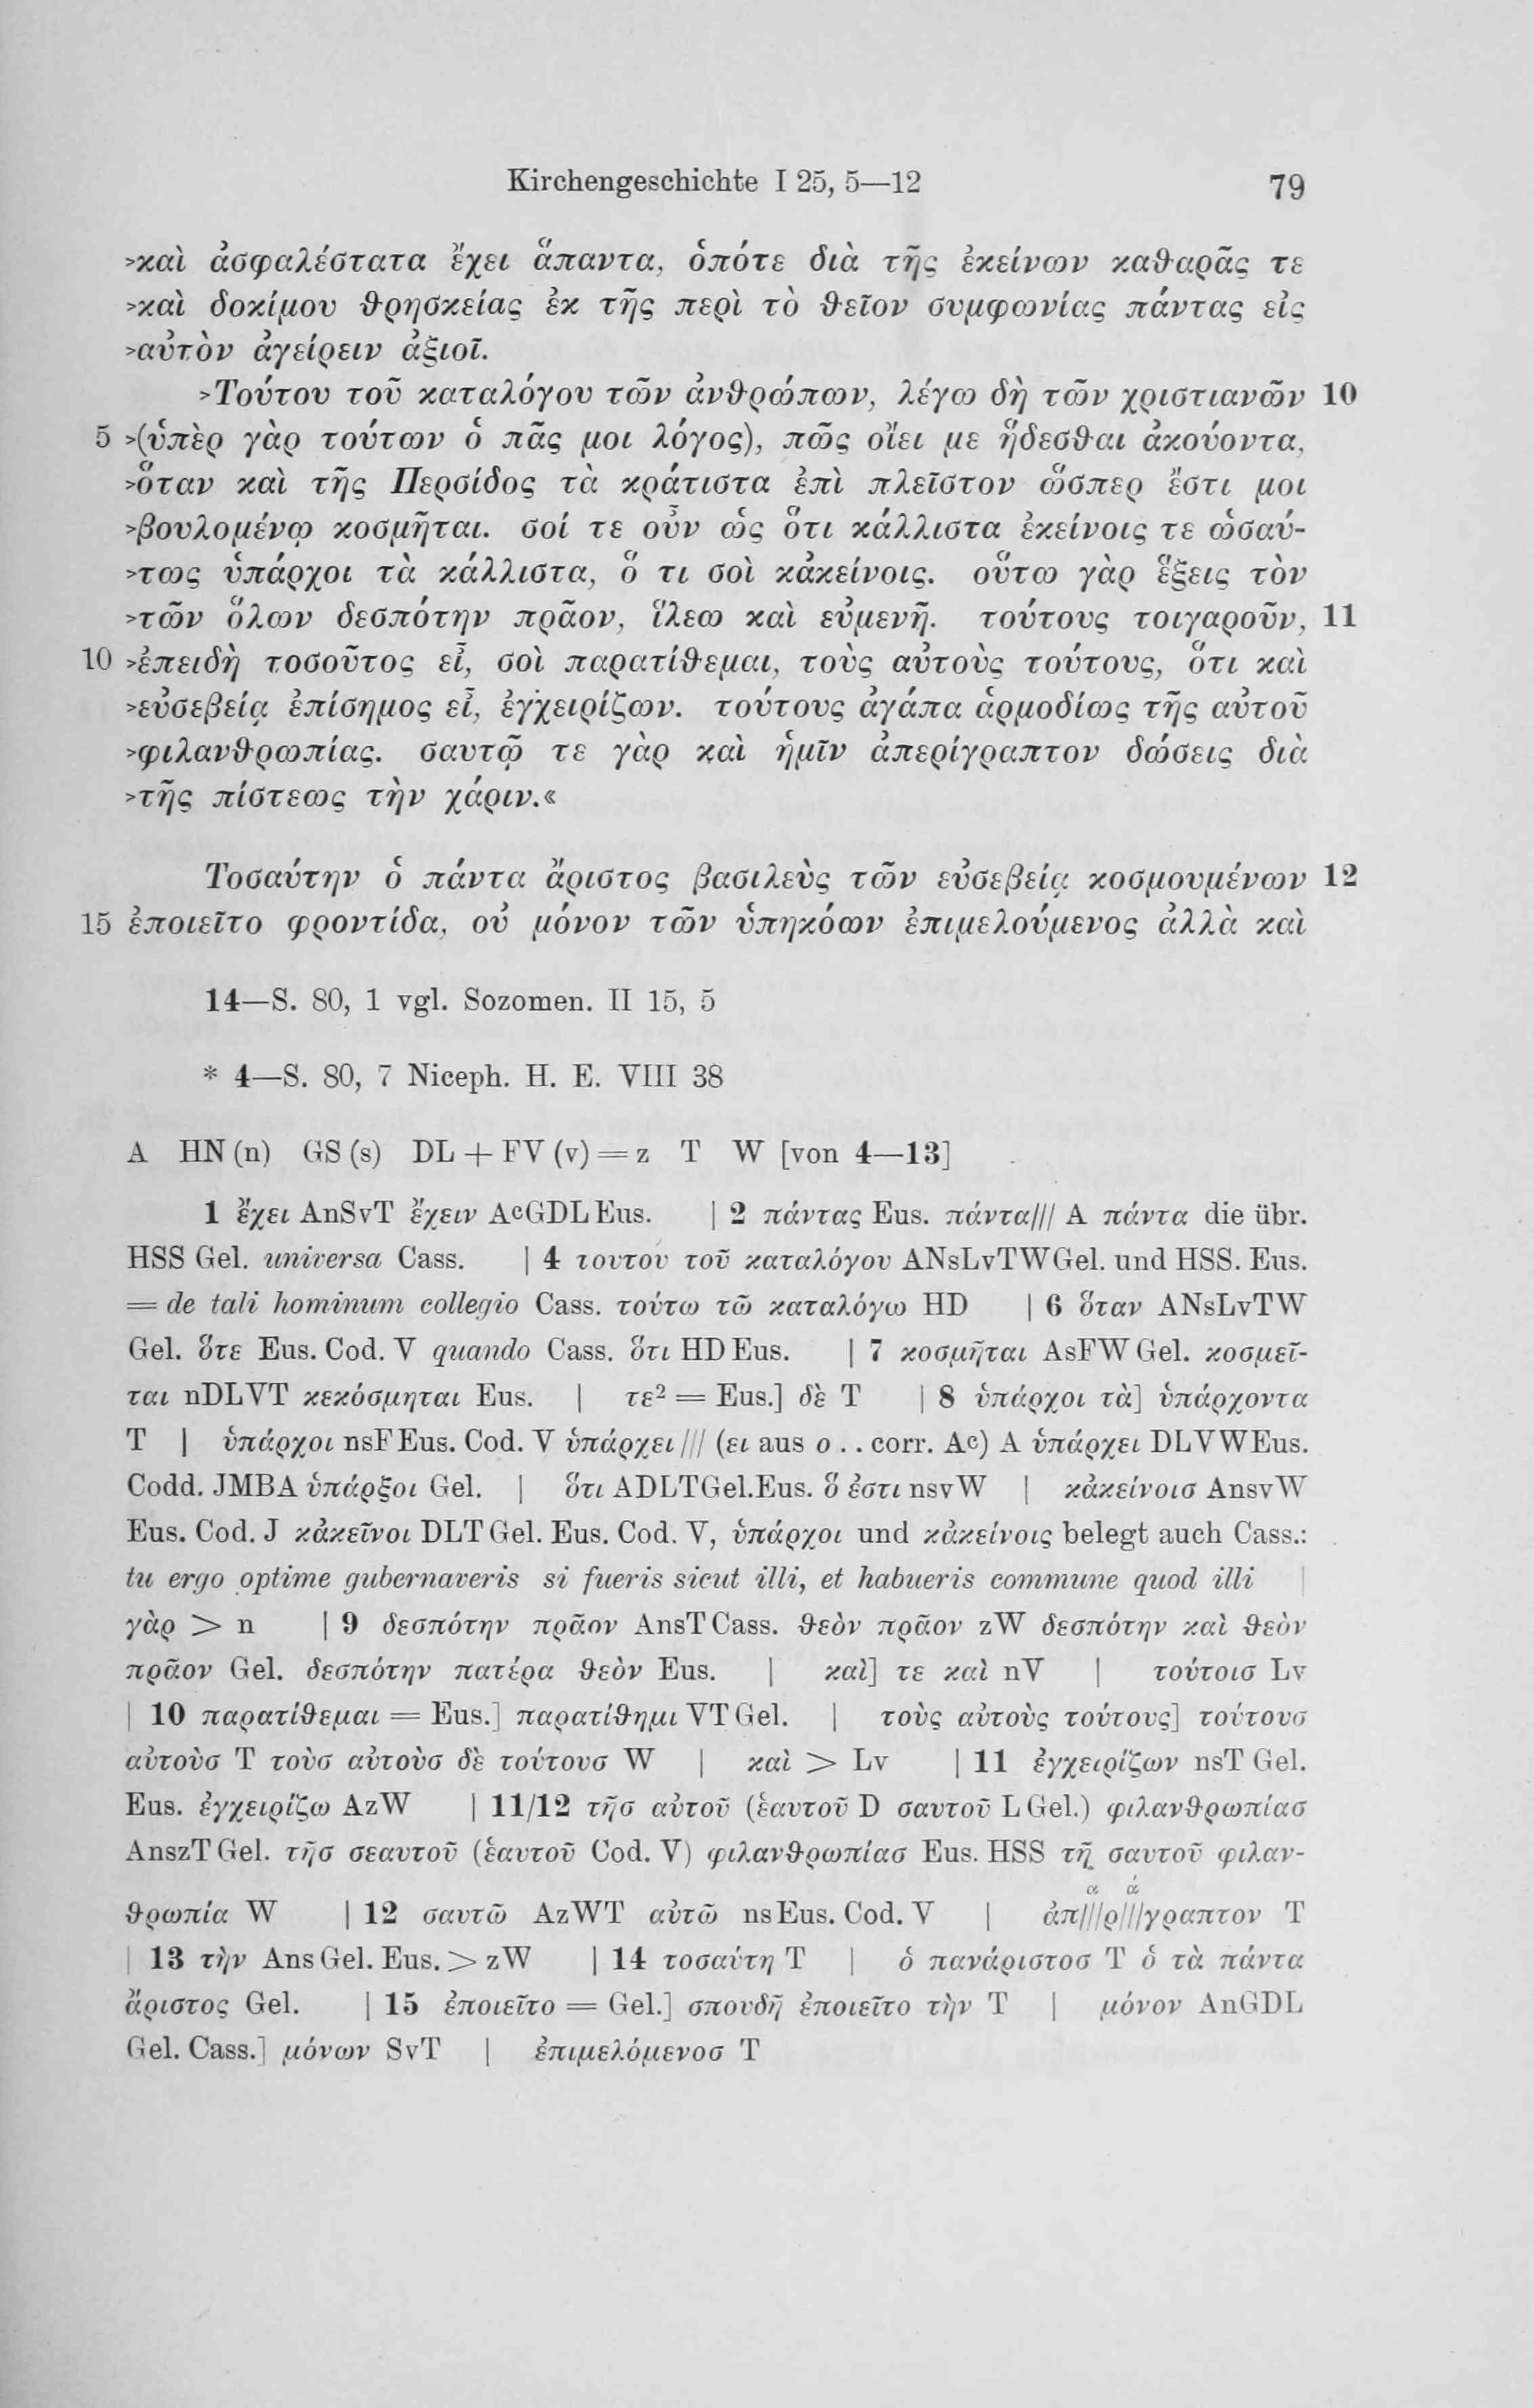 Kirchengeschichte I 25, 5—12 79
>καὶ ἀσφαλέστατα ἔχει ἅπαντα, ὁπότε διὰ τῆς ἐκείνων καθαρᾶς τε
>καὶ δοκίμου θρησκείας ἐκ τῆς περὶ τὸ θεῖον συμφωνίας πάντας εἰς
>αὐτὸν ἀγείρειν ἀξιοῖ.
>Τούτου τοῦ καταλόγου τῶν ἀνθρώπων, λέγω δὴ τῶν χριστιανῶν 10
5 >(ὑπὲρ γὰρ τούτων ὁ πᾶς μοι λόγος), πῶς οἴει με ἥδεσθαι ἀκούοντα,
>ὅταν καὶ τῆς Περσίδος τὰ κράτιστα ἐπὶ πλεῖστον ὥσπερ ἔστι μοι
>βουλομένῳ κοσμῆται. σοί τε οὖν ὡς ὅτι κάλλιστα ἐκείνοις τε ὡσαύ-
>τως ὑπάρχοι τὰ κάλλιστα, ὅ τι σοὶ κἀκείνοις. οὕτω γὰρ ἕξεις τὸν
>τῶν ὅλων δεσπότην πρᾶον, ἵλεω καὶ εὐμενῆ. τούτους τοιγαροῦν, 11
10 >ἐπειδὴ τοσοῦτος εἶ, σοὶ παρατίθεμαι, τοὺς αὐτοὺς τούτους, ὅτι καὶ
>εὐσεβείᾳ ἐπίσημος εἶ, ἐγχειρίζων. τούτους ἀγάπα ἁρμοδίως τῆς αὑτοῦ
>φιλανθρωπίας. σαυτῷ τε γὰρ καὶ ἡμῖν ἀπερίγραπτον δώσεις διὰ
>τῆς πίστεως τὴν χάριν.«
Τοσαύτην ὁ πάντα ἄριστος βασιλεὺς τῶν εὐσεβείᾳ κοσμουμένων 12
15 ἐποιεῖτο φροντίδα, οὐ μόνον τῶν ὑπηκόων ἐπιμελούμενος ἀλλὰ καὶ
14—S. 80, 1 vgl. Sozomen. II 15, 5
* 4—S. 80, 7 Niceph. H. E. VIII 38
A HN (n) GS (s) DL + FV (v) = z T W [von 4—13]
1 ἔχει AnSvT ἔχειν AᶜGDL Eus. | 2 πάντας Eus. πάντα/// A πάντα die übr.
HSS Gel. universa Cass. | 4 τουτου τοῦ καταλόγου ANsLvTWGel. und HSS. Eus.
= de tali hominum collegio Cass. τούτω τῶ καταλόγω HD | 6 ὅταν ANsLvTW
Gel. ὅτε Eus. Cod. V quando Cass. ὅτι HD Eus. | 7 κοσμῆται AsFW Gel. κοσμεῖ-
ται nDLVT κεκόσμηται Eus. | τε² = Eus.] δὲ T | 8 ὑπάρχοι τὰ] ὑπάρχοντα
T | ὑπάρχοι nsF Eus. Cod. V ὑπάρχει /// (ει aus ο . . corr. Aᶜ) A ὑπάρχει DLVWEus.
Codd. JMBA ὑπάρξοι Gel. | ὅτι ADLTGel.Eus. ὅ ἐστι nsvW | κἀκείνοισ AnsvW
Eus. Cod. J κἀκεῖνοι DLT Gel. Eus. Cod. V, ὑπάρχοι und κἀκείνοις belegt auch Cass.:
tu ergo optime gubernaveris si fueris sicut illi, et habueris commune quod illi |
γὰρ > n | 9 δεσπότην πρᾶον AnsT Cass. θεὸν πρᾶον zW δεσπότην καὶ θεὸν
πρᾶον Gel. δεσπότην πατέρα θεὸν Eus. | καὶ] τε καὶ nV | τούτοισ Lv
| 10 παρατίθεμαι = Eus.] παρατίθημι VT Gel. | τοὺς αὐτοὺς τούτους] τούτουσ
αὐτοὺσ T τοὺσ αὐτοὺσ δὲ τούτουσ W | καὶ > Lv | 11 ἐγχειρίζων nsT Gel.
Eus. ἐγχειρίζω AzW | 11/12 τῆσ αὐτοῦ (ἑαυτοῦ D σαυτοῦ L Gel.) φιλανθρωπίασ
AnszT Gel. τῆσ σεαυτοῦ (ἑαυτοῦ Cod. V) φιλανθρωπίασ Eus. HSS τῇ σαυτοῦ φιλαν-
θρωπία W | 12 σαυτῶ AzWT αὐτῶ ns Eus. Cod. V | ἀπ///ρ///γραπτον T
| 13 τὴν Ans Gel. Eus. > zW | 14 τοσαύτη T | ὁ πανάριστοσ T ὁ τὰ πάντα
ἄριστος Gel. | 15 ἐποιεῖτο = Gel.] σπουδῆ ἐποιεῖτο τὴν T | μόνον AnGDL
Gel. Cass.] μόνων SvT | ἐπιμελόμενοσ T